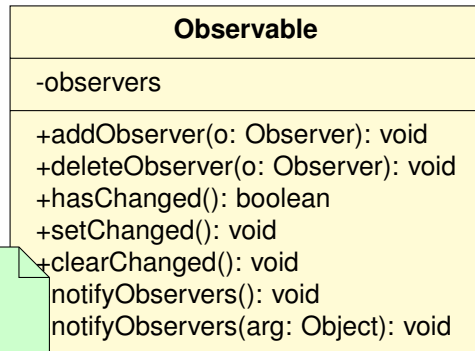 Observable
-observers
+addObserver(o: Observer): void
+deleteObserver(o: Observer): void
+hasChanged(): boolean
+setChanged(): void
+clearChanged(): void
notifyObservers(): void
notifyObservers(arg: Object): void